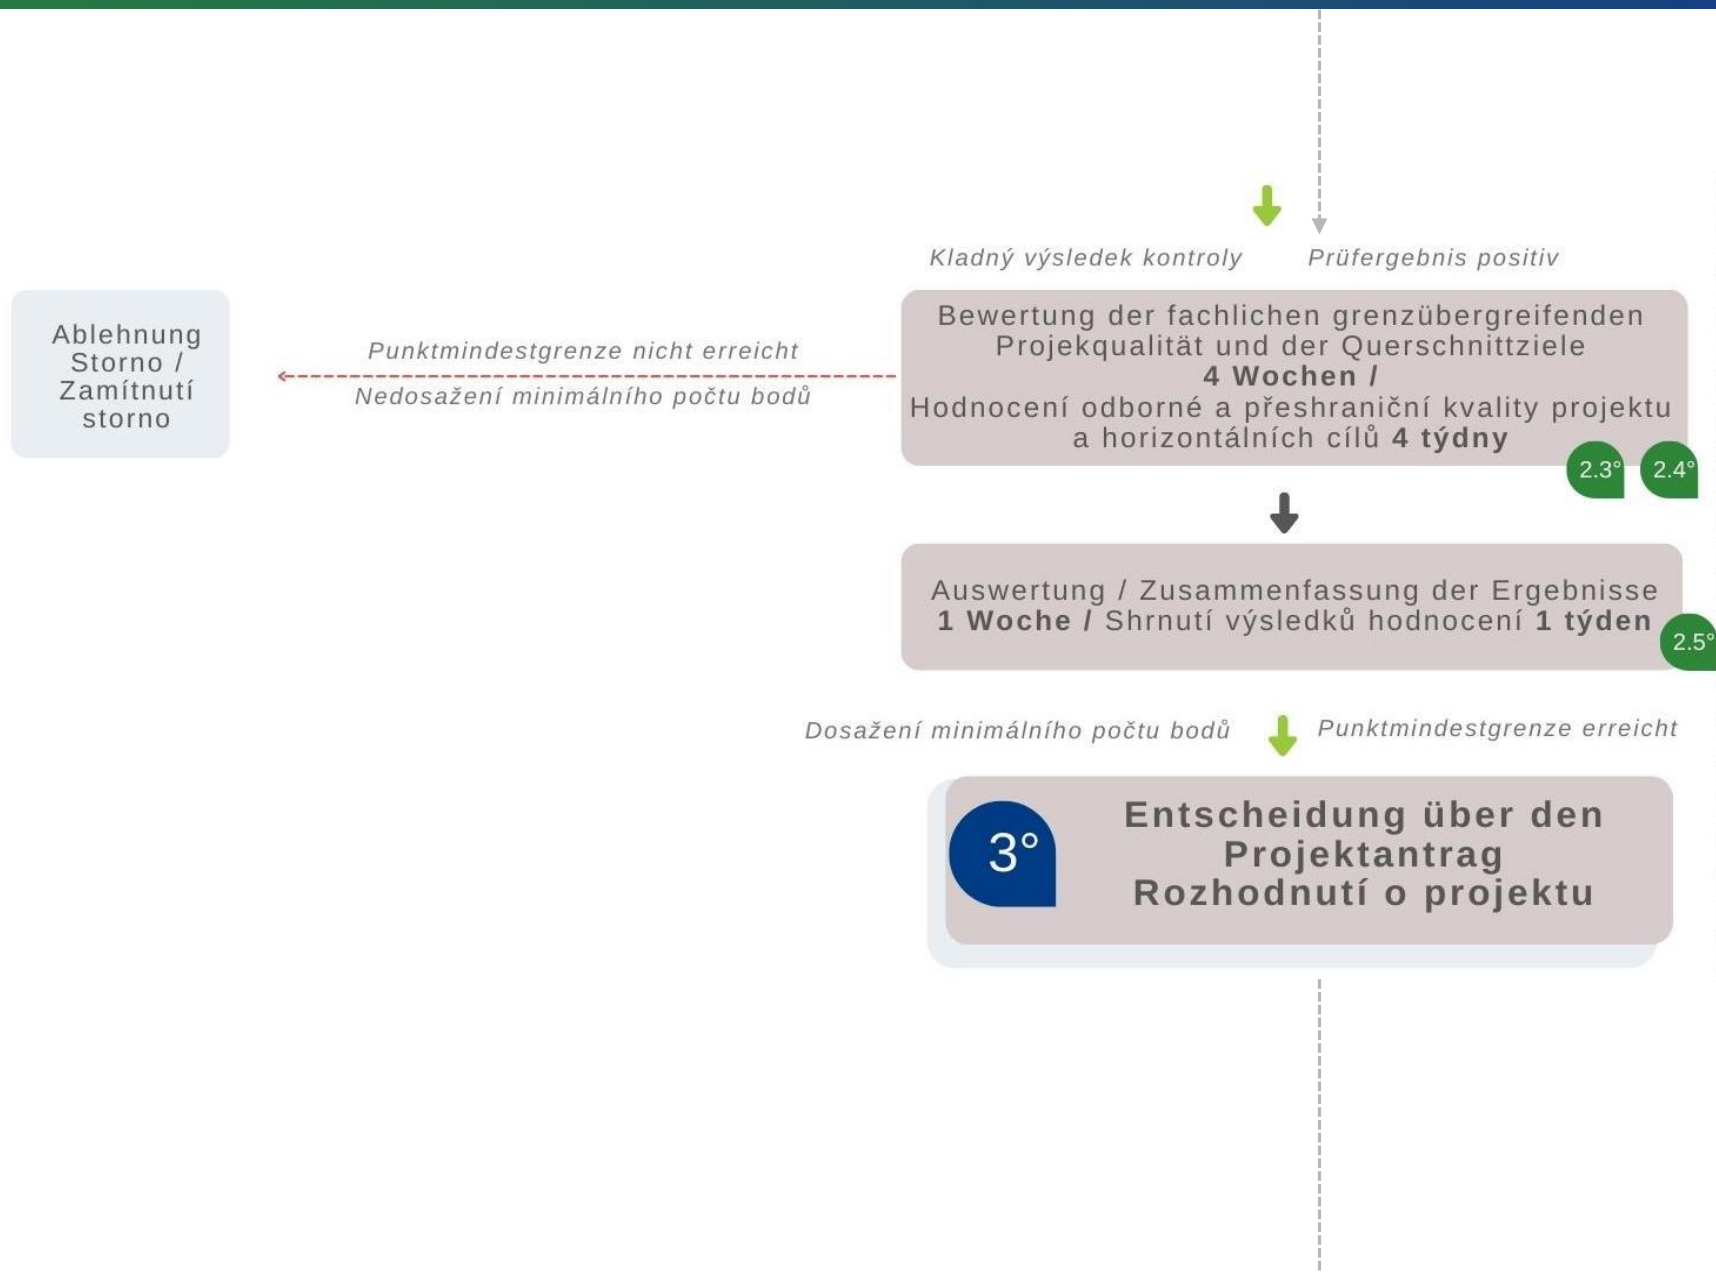 Kladný výsledek kontroly
Prüfergebnis positiv
Ablehnung
Storno /
Zamítnutí
storno
Punktmindestgrenze nicht erreicht
Nedosažení minimálního počtu bodů
Bewertung der fachlichen grenzübergreifenden
Projekqualität und der Querschnittziele
4 Wochen /
Hodnocení odborné a přeshraniční kvality projektu
a horizontálních cílů 4 týdny
2.3°
2.4°
Auswertung / Zusammenfassung der Ergebnisse
1 Woche / Shrnutí výsledků hodnocení 1 týden
2.5°
Dosažení minimálního počtu bodů
Punktmindestgrenze erreicht
3°
Entscheidung über den
Projektantrag
Rozhodnutí o projektu